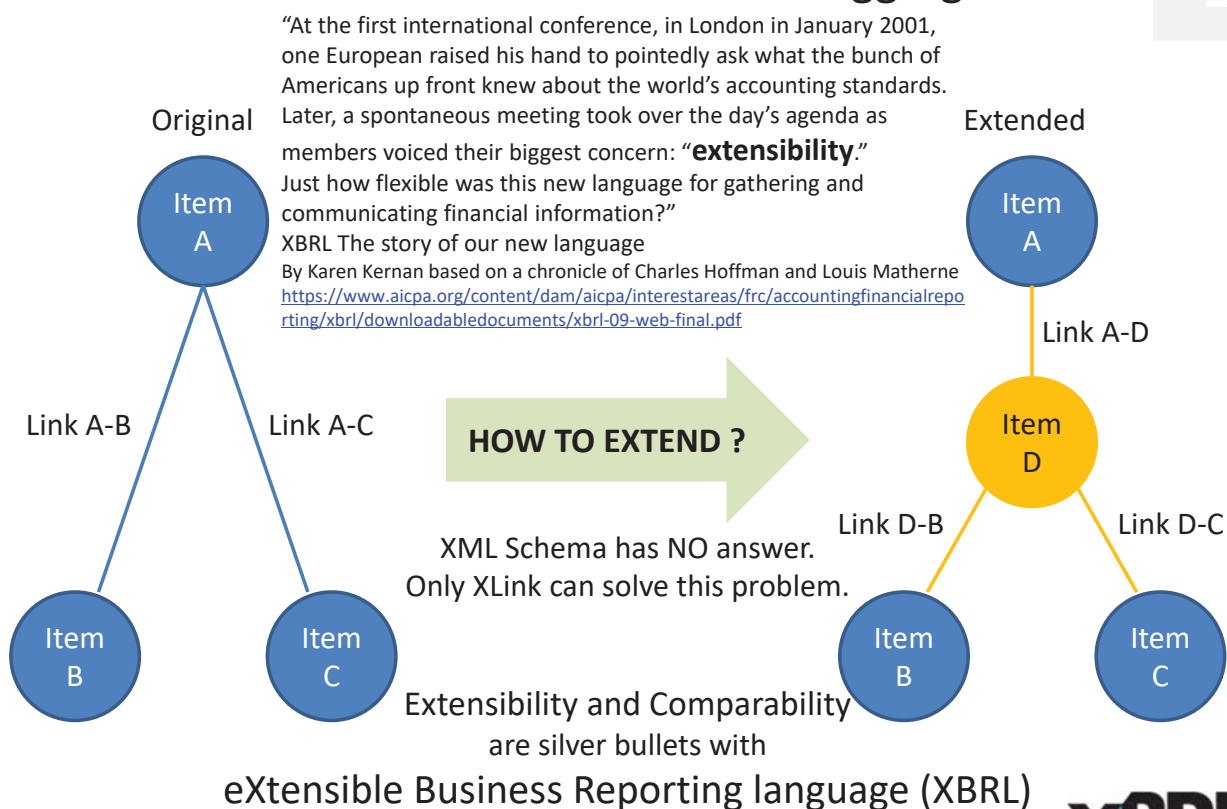 “At the first international conference, in London in January 2001,
one European raised his hand to pointedly ask what the bunch of
Americans up front knew about the world’s accounting standards.
Later, a spontaneous meeting took over the day’s agenda as
members voiced their biggest concern: “extensibility.”
Just how flexible was this new language for gathering and
communicating financial information?”
XBRL The story of our new language
By Karen Kernan based on a chronicle of Charles Hoffman and Louis Matherne
https://www.aicpa.org/content/dam/aicpa/interestareas/frc/accountingfinancialrepo
rting/xbrl/downloadabledocuments/xbrl-09-web-final.pdf
Original
Item
A
Link A-B
Link A-C
Item
B
Item
C
HOW TO EXTEND ?
XML Schema has NO answer.
Only XLink can solve this problem.
Extended
Item
A
Link A-D
Item
D
Link D-B
Link D-C
Item
B
Item
C
Extensibility and Comparability
are silver bullets with
eXtensible Business Reporting language (XBRL)